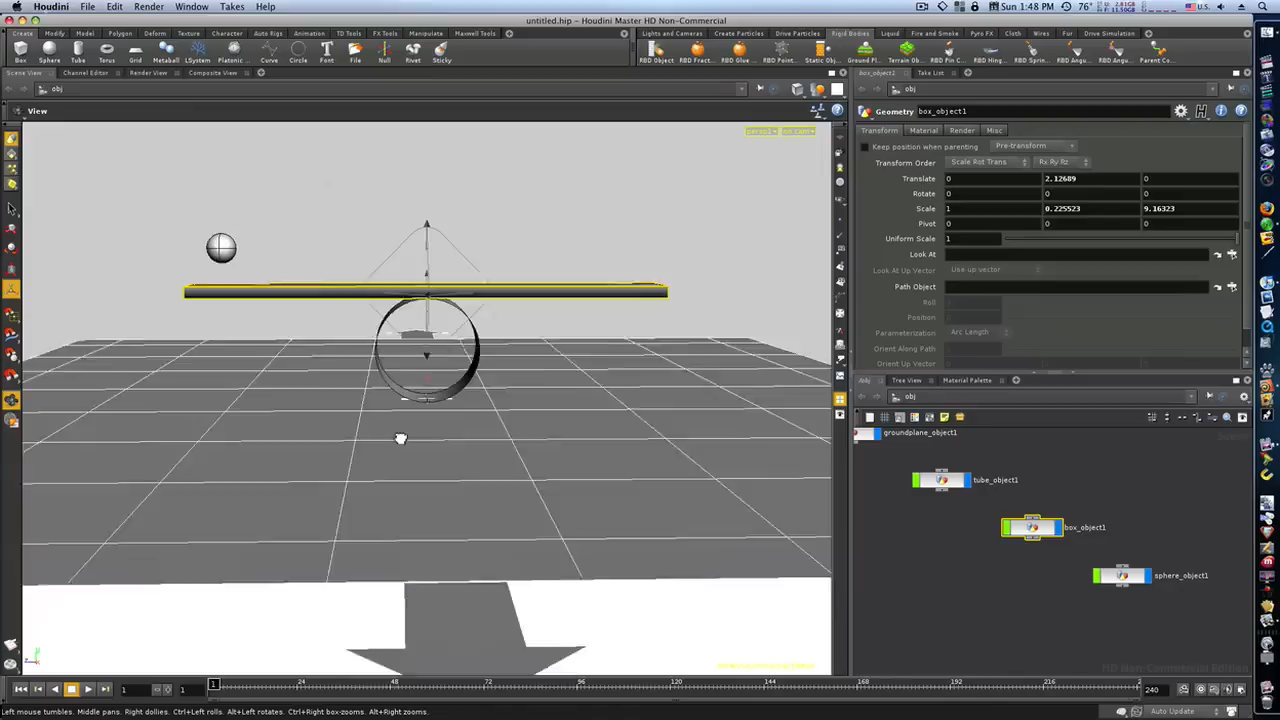 Houdini File Edit Render Window Takes Help
Sun 1:48 PM 76° U.S.
untitled.hip - Houdini Master HD Non-Commercial
Create Modify Model Polygon Deform Texture Character Auto Rigs Animation TD Tools FX Tools Manipulate Maxwell Tools
Lights and Cameras Create Particles Drive Particles Rigid Bodies Liquid Fire and Smoke Pyro FX Cloth Wires Fur Drive Simulation
Box Sphere Tube Torus Grid Metaball LSystem Platonic ... Curve Circle Font File Null Rivet Sticky
RBD Object RBD Fract... RBD Glue ... RBD Point... Static Obj... Ground Pl... Terrain Ob... RBD Pin C... RBD Hing... RBD Sprin... RBD Angu... RBD Angu... Parent Co...
Scene View Channel Editor Render View Composite View
box_object2 Take List
obj
obj
View
Geometry box_object1
persp1 no cam
Transform Material Render Misc
Keep position when parenting Pre-transform
Transform Order Scale Rot Trans Rx Ry Rz
Translate 0 2.12689 0
Rotate 0 0 0
Scale 1 0.225523 9.16323
Pivot 0 0 0
Uniform Scale 1
Look At
Look At Up Vector Use up vector
Path Object
Roll
Position
Parameterization Arc Length
Orient Along Path
Orient Up Vector
/obj Tree View Material Palette
obj
groundplane_object1
tube_object1
box_object1
sphere_object1
HD Non-Commercial Edition
1 1 1 24 48 72 96 120 144 168 192 216 240
Left mouse tumbles. Middle pans. Right dollies. Ctrl+Left rolls. Alt+Left rotates. Ctrl+Right box-zooms. Alt+Right zooms.
Auto Update